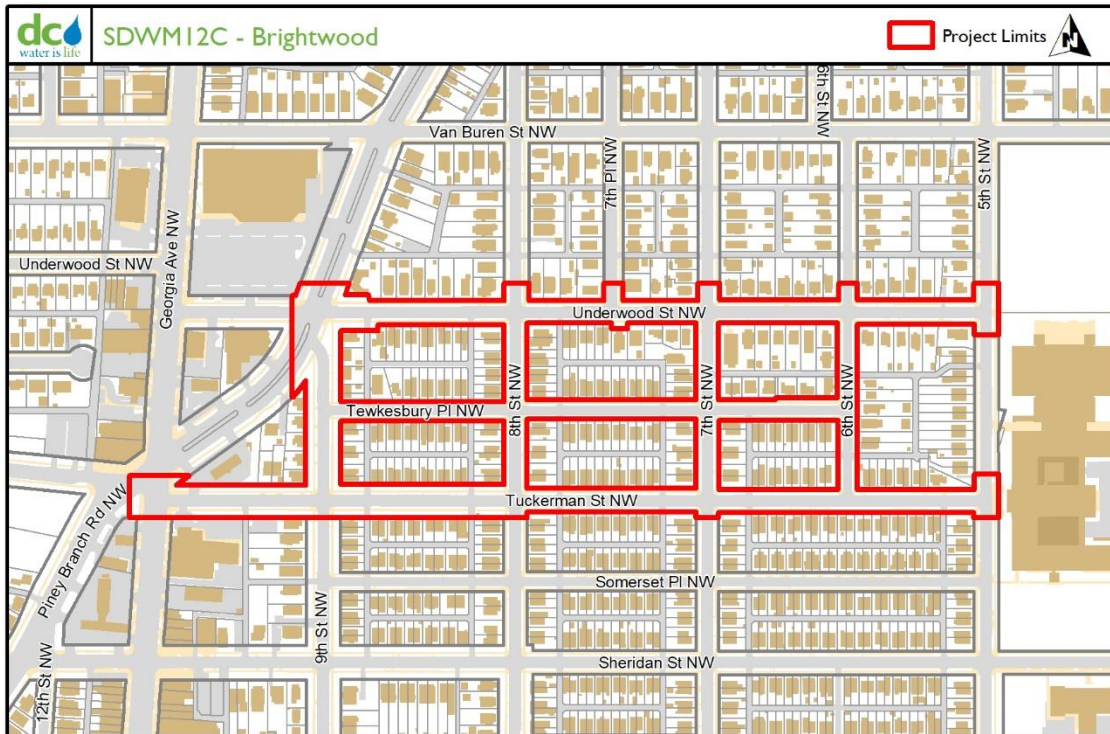 dc
water is life
SDWM12C - Brightwood
Project Limits
N
Van Buren St NW
6th St NW
7th Pl NW
5th St NW
Underwood St NW
Georgia Ave NW
Underwood St NW
Tewkesbury Pl NW
8th St NW
7th St NW
6th St NW
Tuckerman St NW
Piney Branch Rd NW
Somerset Pl NW
9th St NW
Sheridan St NW
12th St NW